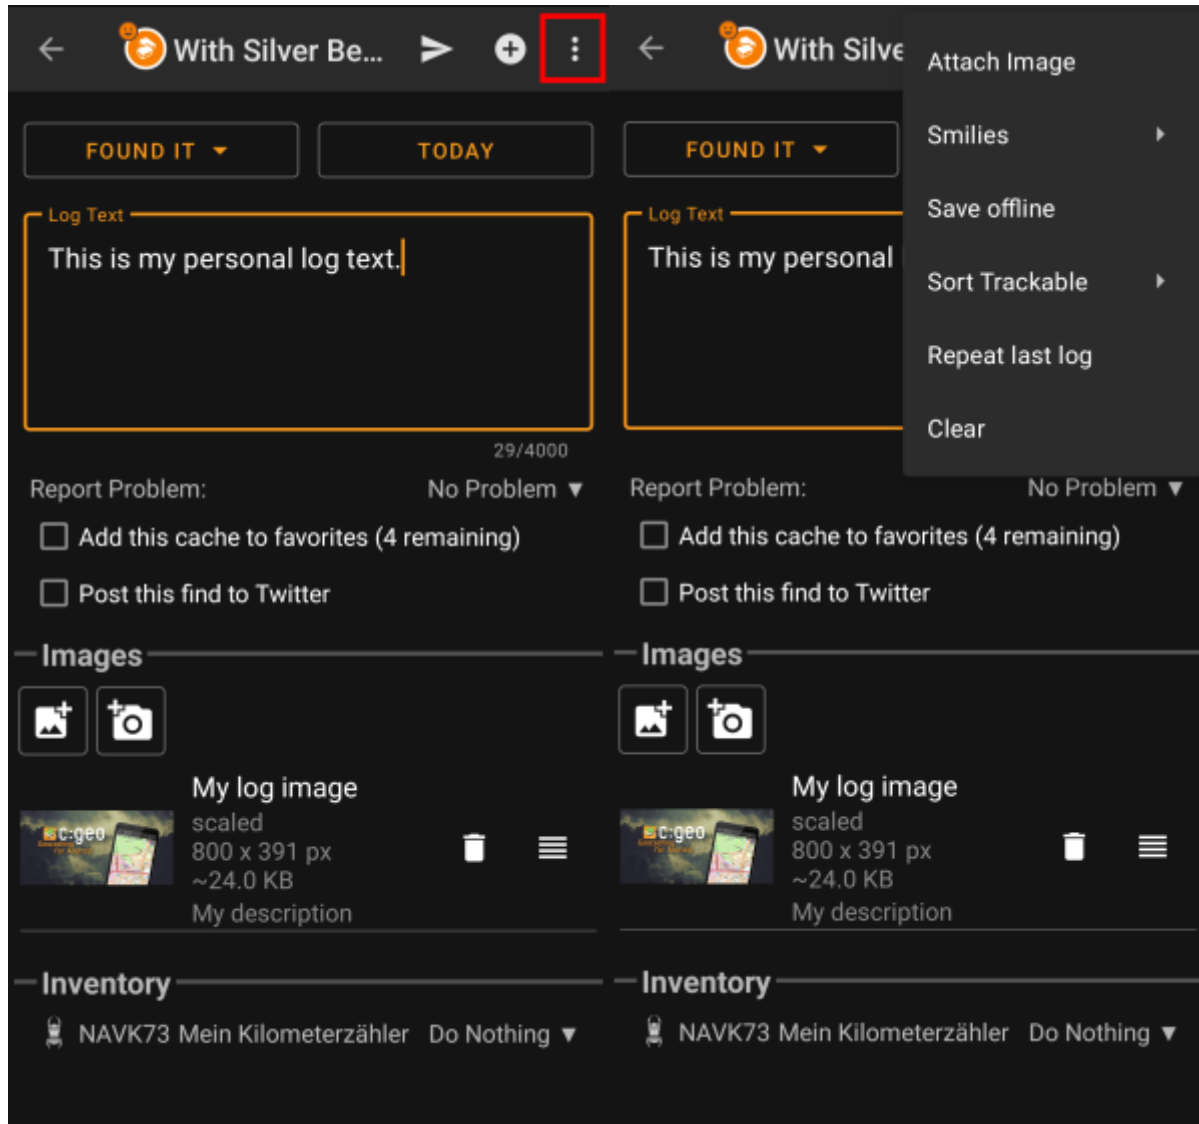 With Silver Be...
FOUND IT
TODAY
Log Text
This is my personal log text.
29/4000
Report Problem:
No Problem
Add this cache to favorites (4 remaining)
Post this find to Twitter
Images
My log image
c:geo
scaled
800 x 391 px
~24.0 KB
My description
Inventory
NAVK73 Mein Kilometerzähler
Do Nothing
With Silve
Attach Image
Smilies
Save offline
Sort Trackable
Repeat last log
Clear
FOUND IT
Log Text
This is my personal
Report Problem:
No Problem
Add this cache to favorites (4 remaining)
Post this find to Twitter
Images
My log image
c:geo
scaled
800 x 391 px
~24.0 KB
My description
Inventory
NAVK73 Mein Kilometerzähler
Do Nothing